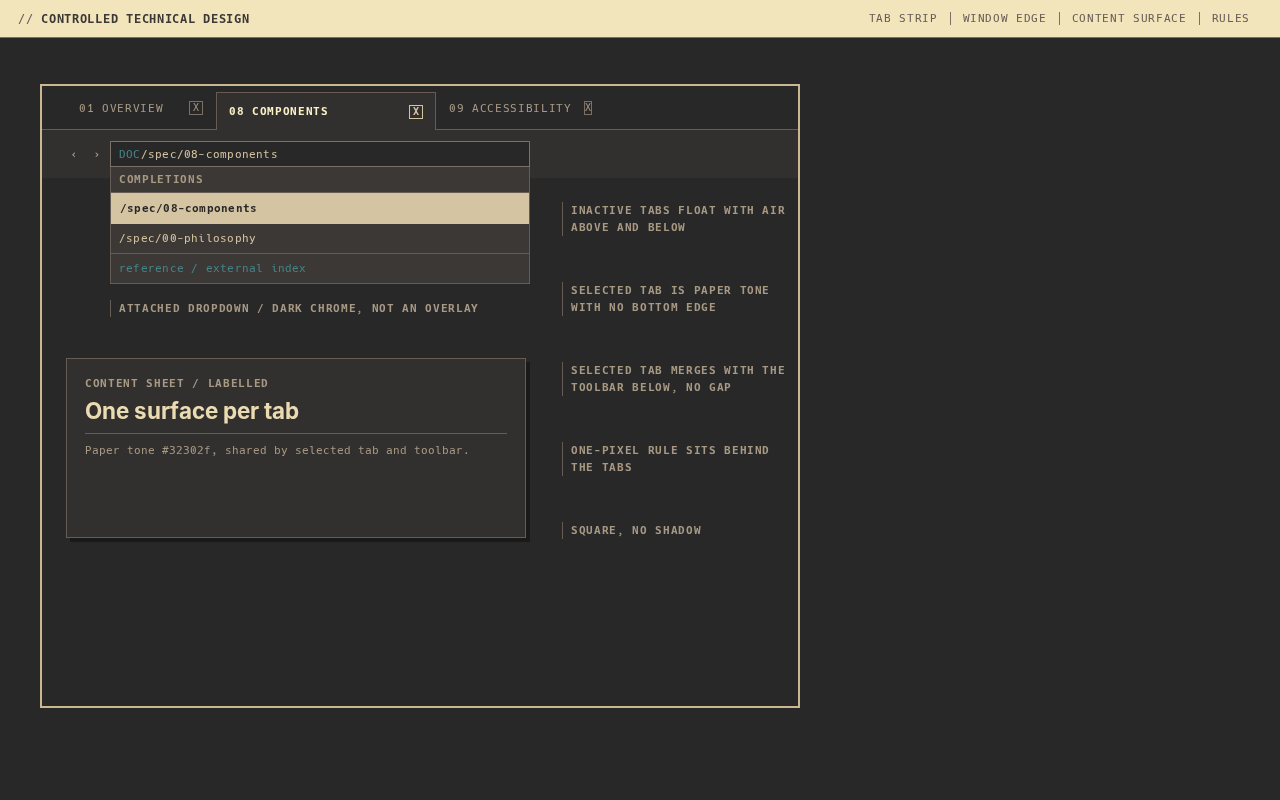 // CONTROLLED TECHNICAL DESIGN
TAB STRIP | WINDOW EDGE | CONTENT SURFACE | RULES
01 OVERVIEW X
08 COMPONENTS X
09 ACCESSIBILITY X
‹ › DOC/spec/08-components
COMPLETIONS
/spec/08-components
/spec/00-philosophy
reference / external index
ATTACHED DROPDOWN / DARK CHROME, NOT AN OVERLAY
CONTENT SHEET / LABELLED
One surface per tab
Paper tone #32302f, shared by selected tab and toolbar.
INACTIVE TABS FLOAT WITH AIR
ABOVE AND BELOW
SELECTED TAB IS PAPER TONE
WITH NO BOTTOM EDGE
SELECTED TAB MERGES WITH THE
TOOLBAR BELOW, NO GAP
ONE-PIXEL RULE SITS BEHIND
THE TABS
SQUARE, NO SHADOW